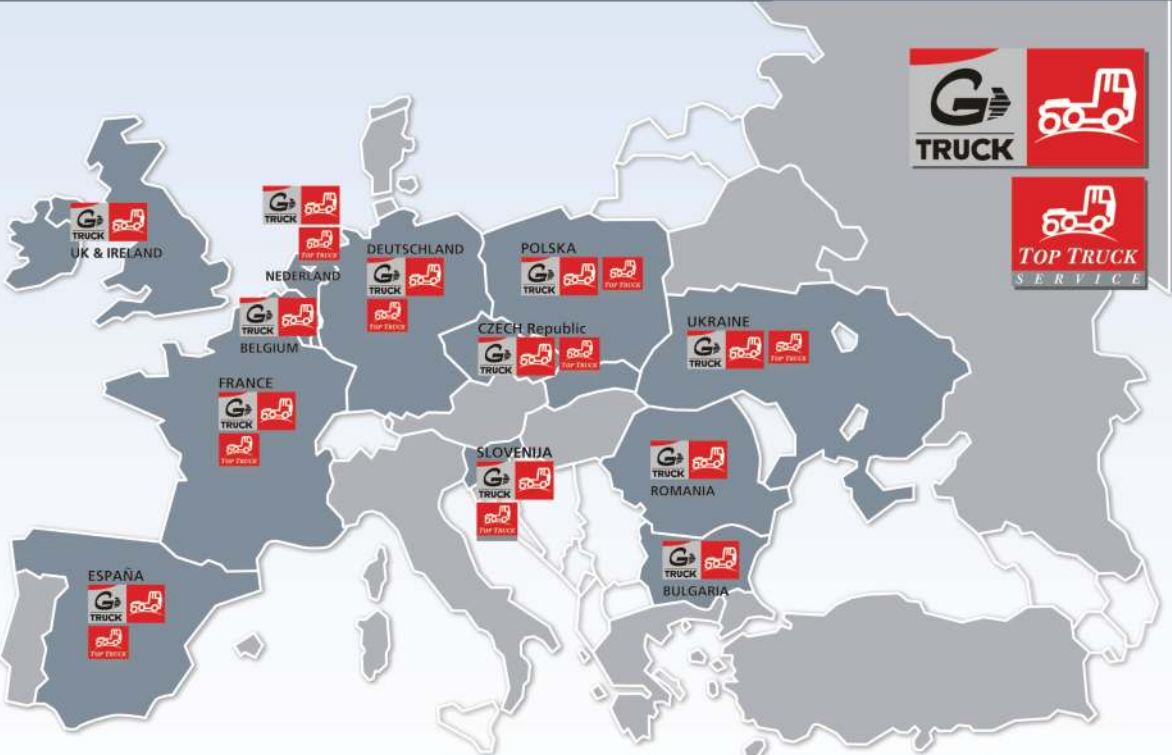 G
TRUCK
TOP TRUCK
SERVICE
G
TRUCK
UK & IRELAND
G
TRUCK
TOP TRUCK
NEDERLAND
DEUTSCHLAND
G
TRUCK
TOP TRUCK
POLSKA
G
TRUCK
TOP TRUCK
G
TRUCK
BELGIUM
CZECH Republic
G
TRUCK
TOP TRUCK
UKRAINE
G
TRUCK
TOP TRUCK
FRANCE
G
TRUCK
TOP TRUCK
SLOVENIJA
G
TRUCK
TOP TRUCK
G
TRUCK
ROMANIA
G
TRUCK
BULGARIA
ESPAÑA
G
TRUCK
TOP TRUCK